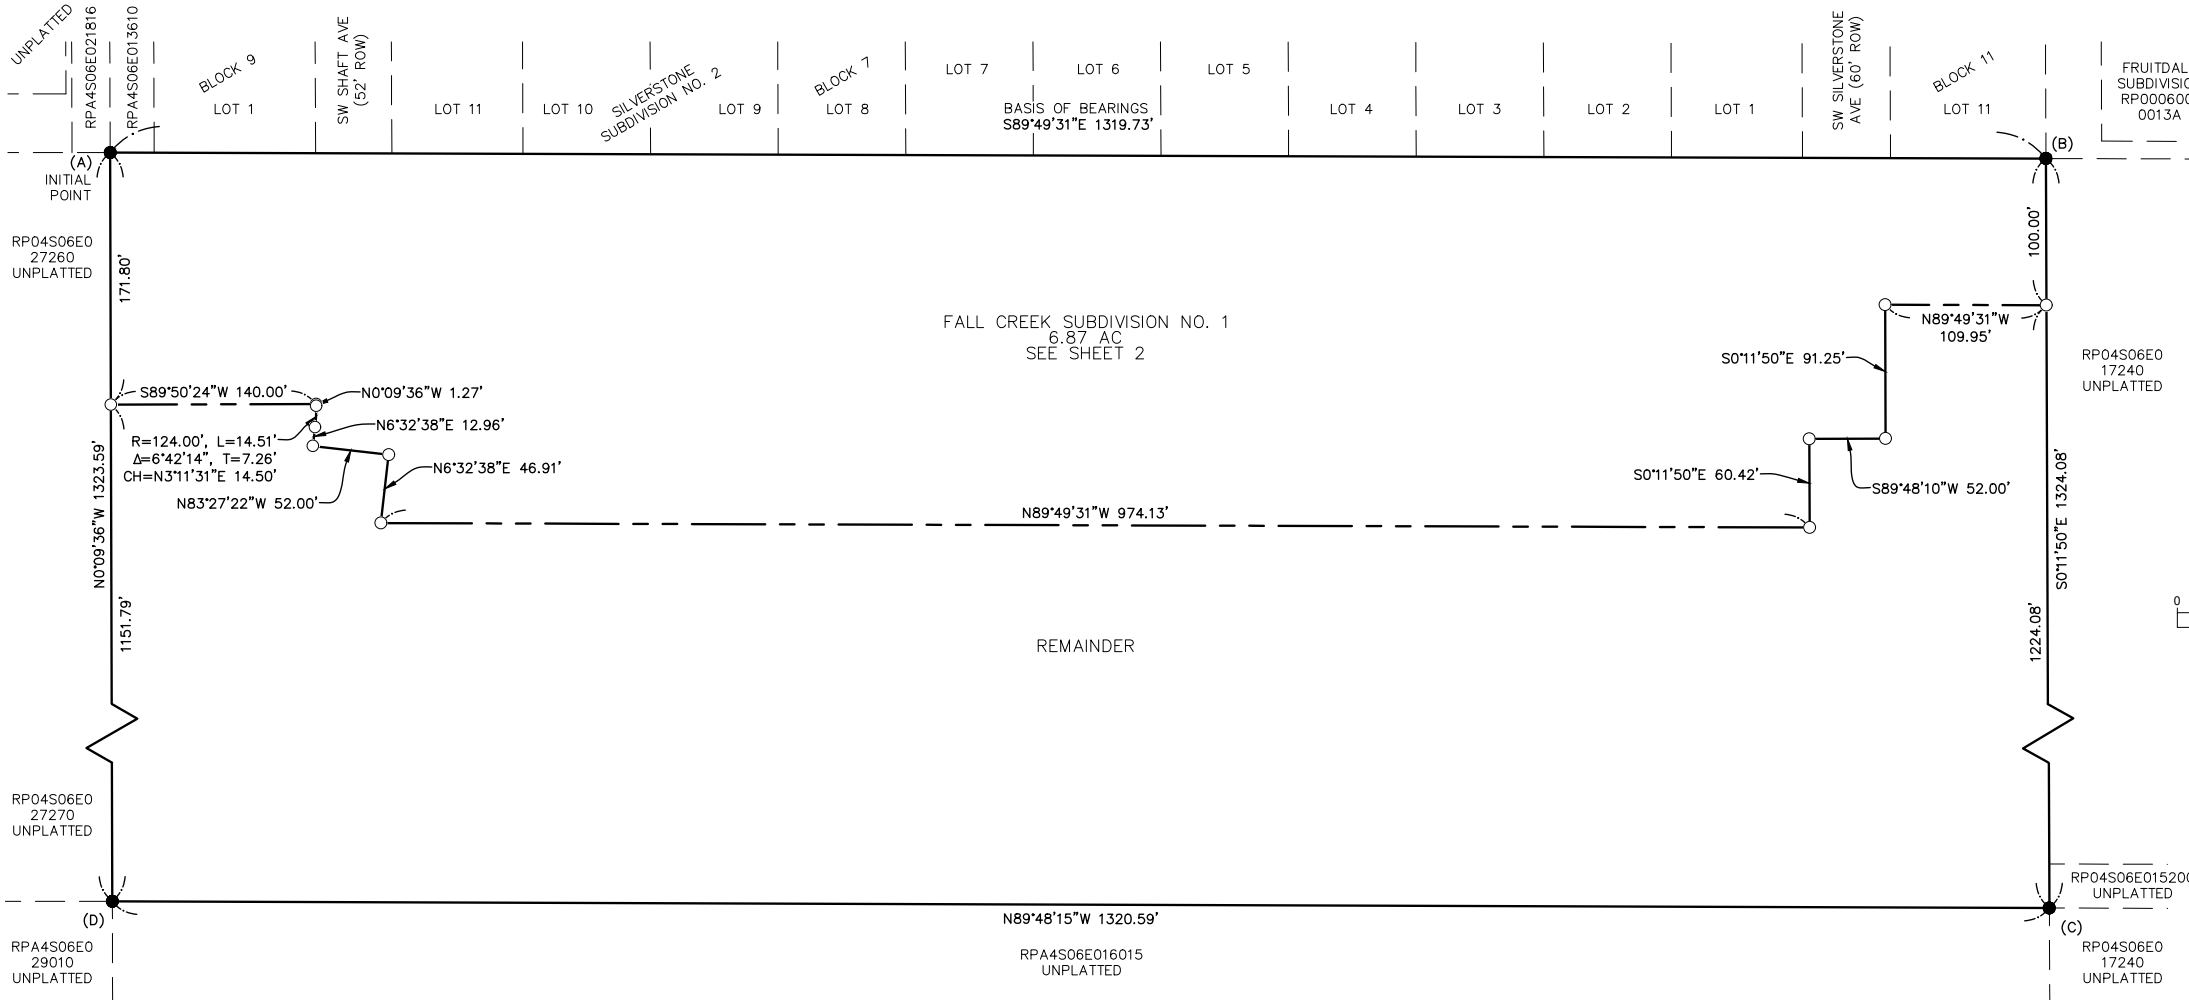 UNPLATTED
RPA4S06E021816
RPA4S06E013610
BLOCK 9
LOT 1
SW SHAFT AVE
(52' ROW)
LOT 11
LOT 10
SILVERSTONE
SUBDIVISION NO. 2
LOT 9
BLOCK 7
LOT 8
LOT 7
LOT 6
LOT 5
BASIS OF BEARINGS
S89°49'31"E 1319.73'
LOT 4
LOT 3
LOT 2
LOT 1
SW SILVERSTONE
AVE (60' ROW)
BLOCK 11
LOT 11
FRUITDAL
SUBDIVISIO
RP000600
0013A
(A)
INITIAL
POINT
(B)
RP04S06E0
27260
UNPLATTED
171.80'
100.00'
FALL CREEK SUBDIVISION NO. 1
6.87 AC
SEE SHEET 2
N89°49'31"W
109.95'
S0°11'50"E 91.25'
RP04S06E0
17240
UNPLATTED
S89°50'24"W 140.00'
N0°09'36"W 1.27'
N6°32'38"E 12.96'
R=124.00', L=14.51'
Δ=6°42'14", T=7.26'
CH=N3°11'31"E 14.50'
N83°27'22"W 52.00'
N6°32'38"E 46.91'
S0°11'50"E 60.42'
S89°48'10"W 52.00'
N89°49'31"W 974.13'
N0°09'36"W 1323.59'
S0°11'50"E 1324.08'
1151.79'
1224.08'
0
REMAINDER
RP04S06E0
27270
UNPLATTED
RP04S06E015200
UNPLATTED
(D)
N89°48'15"W 1320.59'
(C)
RPA4S06E0
29010
UNPLATTED
RPA4S06E016015
UNPLATTED
RP04S06E0
17240
UNPLATTED